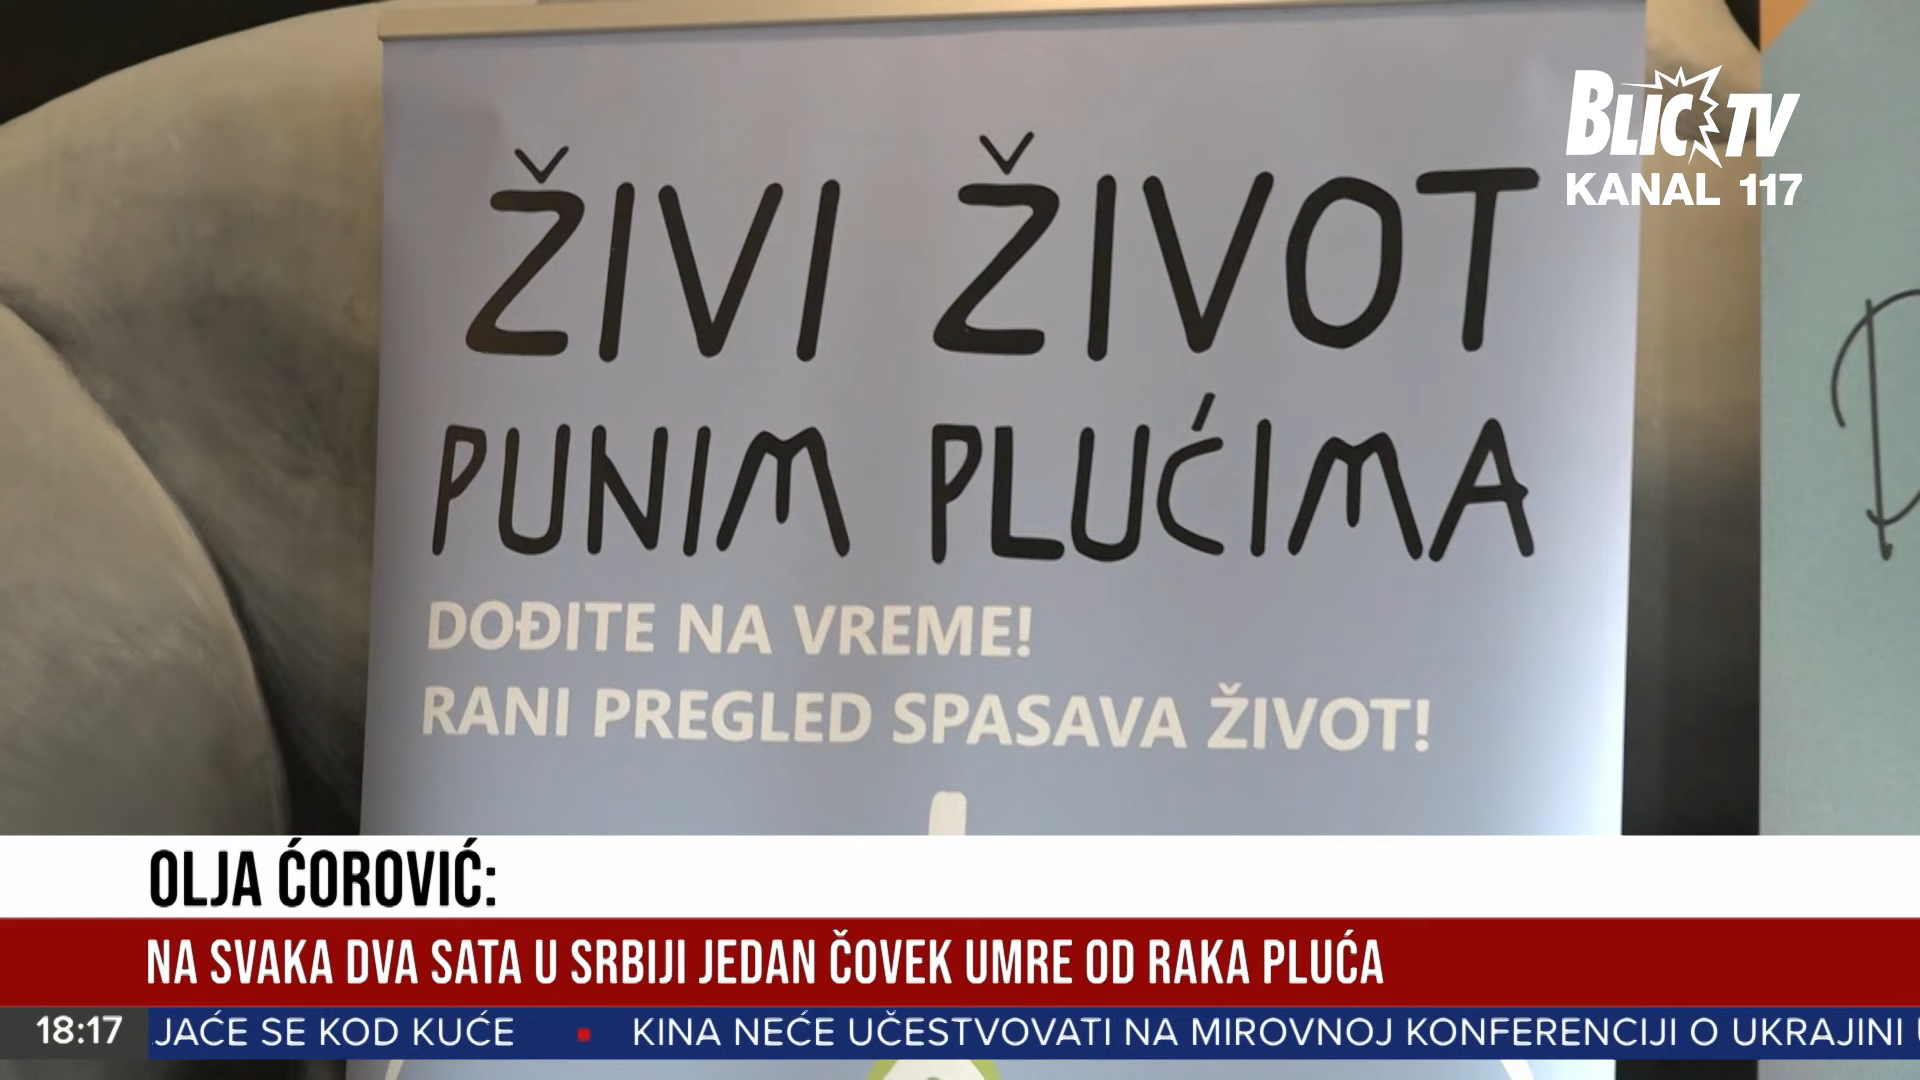 BLIC TV
KANAL 117
ŽIVI ŽIVOT
PUNIM PLUĆIMA
DOĐITE NA VREME!
RANI PREGLED SPASAVA ŽIVOT!
OLJA ĆOROVIĆ:
NA SVAKA DVA SATA U SRBIJI JEDAN ČOVEK UMRE OD RAKA PLUĆA
18:17 JAĆE SE KOD KUĆE ▪ KINA NEĆE UČESTVOVATI NA MIROVNOJ KONFERENCIJI O UKRAJINI